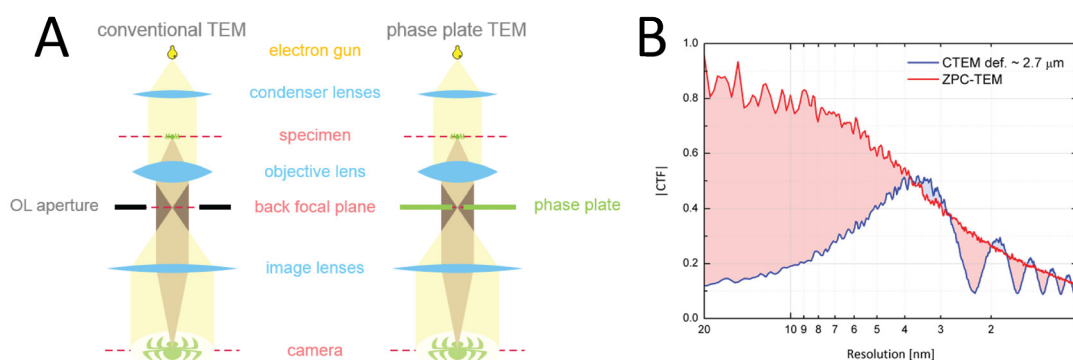 A
conventional TEM
phase plate TEM
electron gun
condenser lenses
specimen
objective lens
OL aperture
back focal plane
phase plate
image lenses
camera
B
1.0
0.8
0.6
0.4
0.2
0.0
|CTF|
CTEM def. ~ 2.7 μm
ZPC-TEM
20
10
9
8
7
6
5
4
3
2
Resolution [nm]